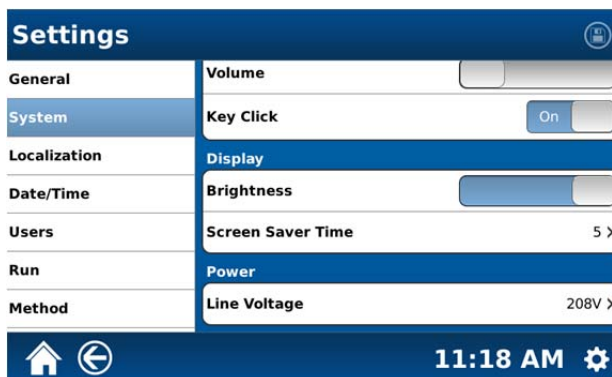 Settings
General
System
Localization
Date/Time
Users
Run
Method
Volume
Key Click On
Display
Brightness
Screen Saver Time 5 >
Power
Line Voltage 208V >
11:18 AM